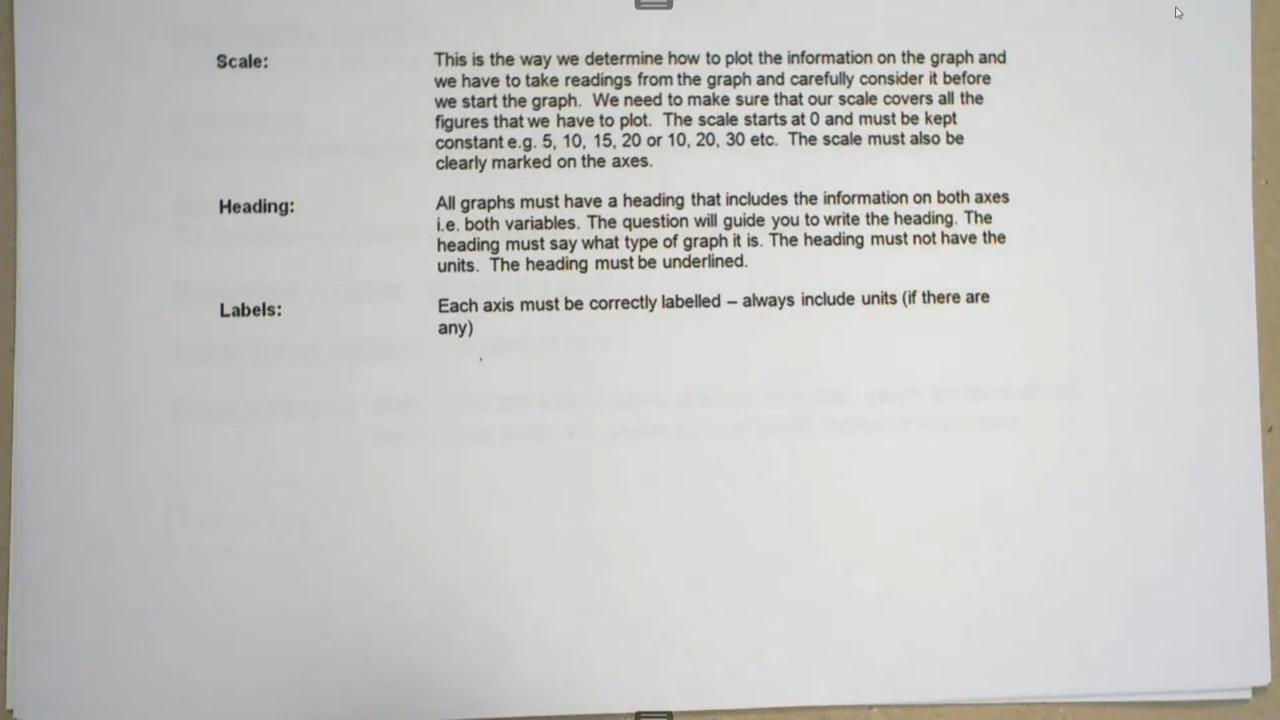 Scale: This is the way we determine how to plot the information on the graph and
we have to take readings from the graph and carefully consider it before
we start the graph. We need to make sure that our scale covers all the
figures that we have to plot. The scale starts at 0 and must be kept
constant e.g. 5, 10, 15, 20 or 10, 20, 30 etc. The scale must also be
clearly marked on the axes.
Heading: All graphs must have a heading that includes the information on both axes
i.e. both variables. The question will guide you to write the heading. The
heading must say what type of graph it is. The heading must not have the
units. The heading must be underlined.
Labels: Each axis must be correctly labelled – always include units (if there are
any)